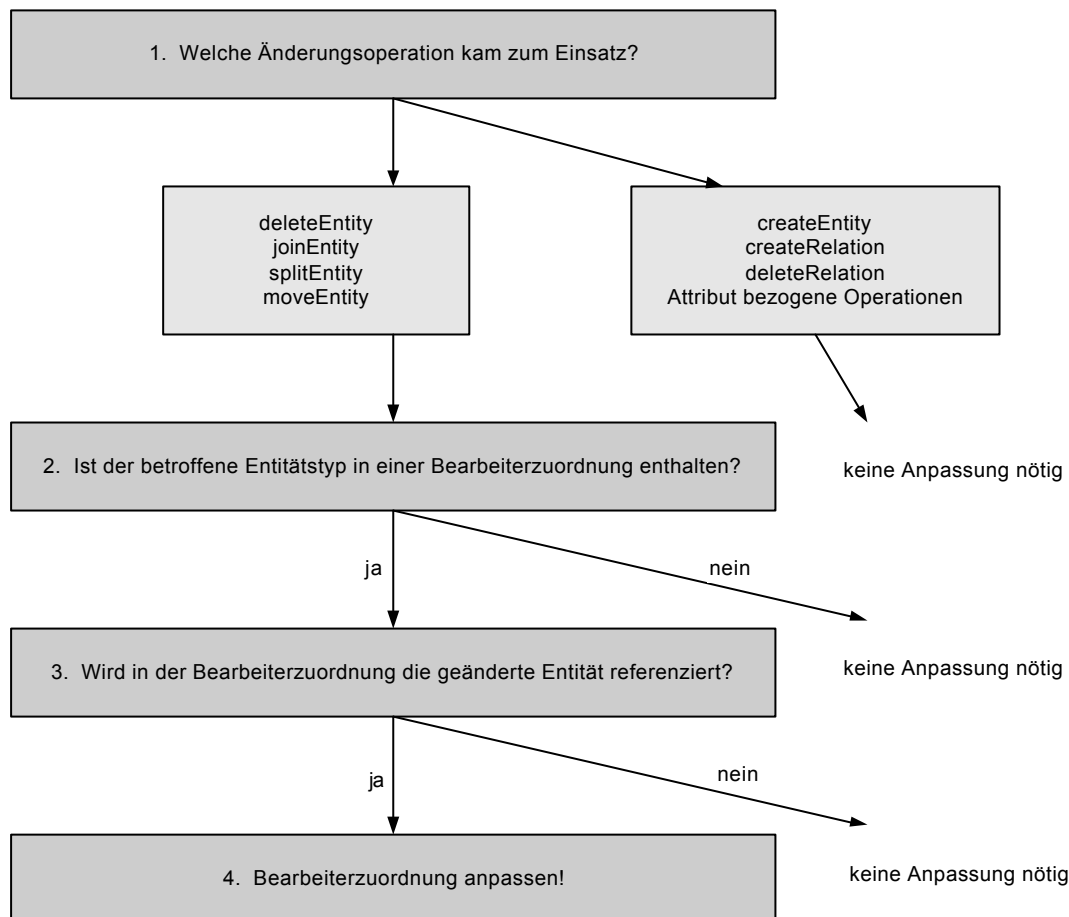 1. Welche Änderungsoperation kam zum Einsatz?
deleteEntity
joinEntity
splitEntity
moveEntity
createEntity
createRelation
deleteRelation
Attribut bezogene Operationen
2. Ist der betroffene Entitätstyp in einer Bearbeiterzuordnung enthalten?
keine Anpassung nötig
ja
nein
3. Wird in der Bearbeiterzuordnung die geänderte Entität referenziert?
keine Anpassung nötig
ja
nein
4. Bearbeiterzuordnung anpassen!
keine Anpassung nötig